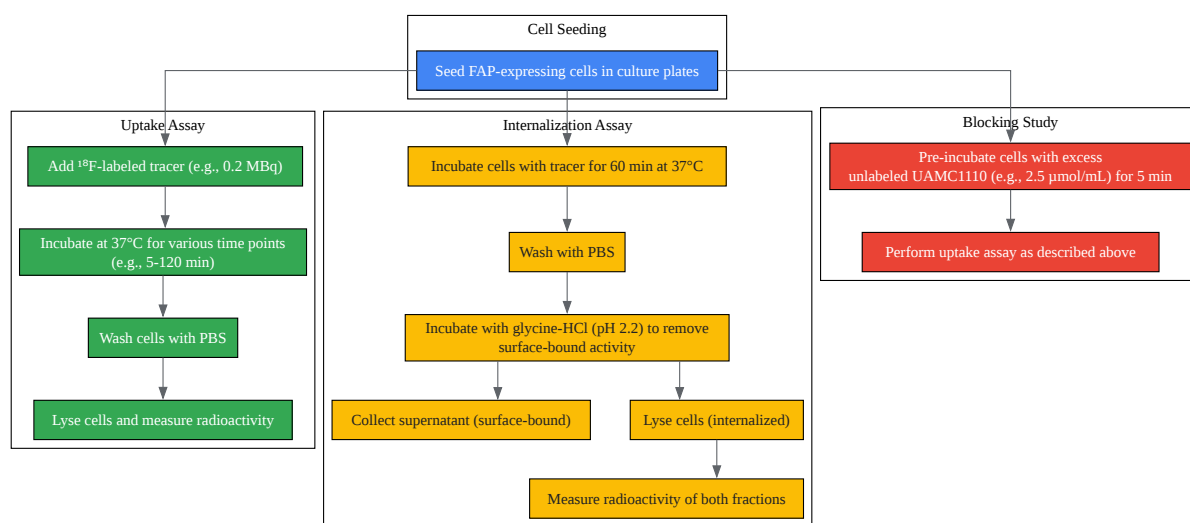 Cell Seeding
Seed FAP-expressing cells in culture plates
Uptake Assay
Add ¹⁸F-labeled tracer (e.g., 0.2 MBq)
Incubate at 37°C for various time points
(e.g., 5-120 min)
Wash cells with PBS
Lyse cells and measure radioactivity
Internalization Assay
Incubate cells with tracer for 60 min at 37°C
Wash with PBS
Incubate with glycine-HCl (pH 2.2) to remove
surface-bound activity
Collect supernatant (surface-bound)
Lyse cells (internalized)
Measure radioactivity of both fractions
Blocking Study
Pre-incubate cells with excess
unlabeled UAMC1110 (e.g., 2.5 µmol/mL) for 5 min
Perform uptake assay as described above